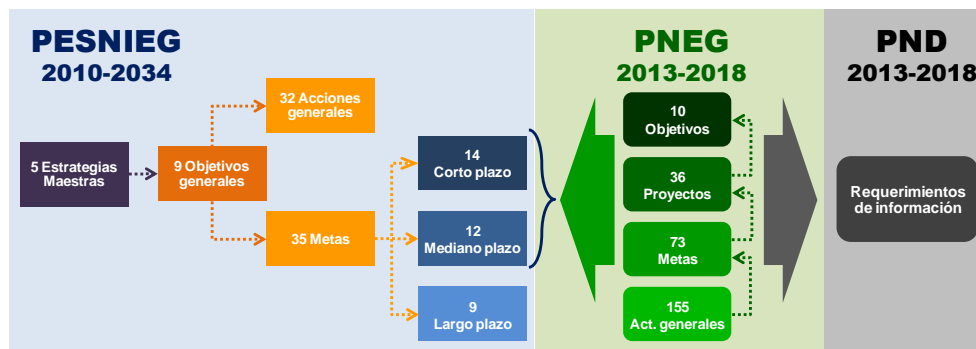 PESNIEG
2010-2034
5 Estrategias
Maestras
9 Objetivos
generales
32 Acciones
generales
35 Metas
14
Corto plazo
12
Mediano plazo
9
Largo plazo
PNEG
2013-2018
10
Objetivos
36
Proyectos
73
Metas
155
Act. generales
PND
2013-2018
Requerimientos
de información